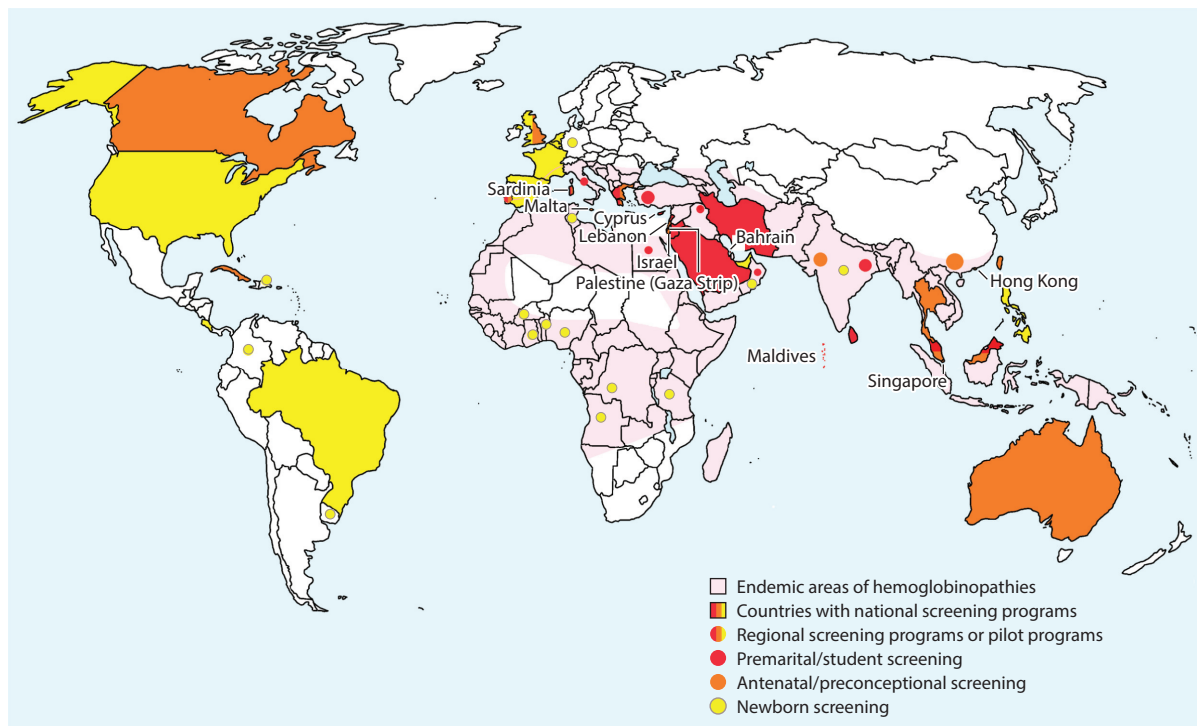 Sardinia
Malta
Cyprus
Lebanon
Israel
Palestine (Gaza Strip)
Bahrain
Hong Kong
Maldives
Singapore
Endemic areas of hemoglobinopathies
Countries with national screening programs
Regional screening programs or pilot programs
Premarital/student screening
Antenatal/preconceptional screening
Newborn screening